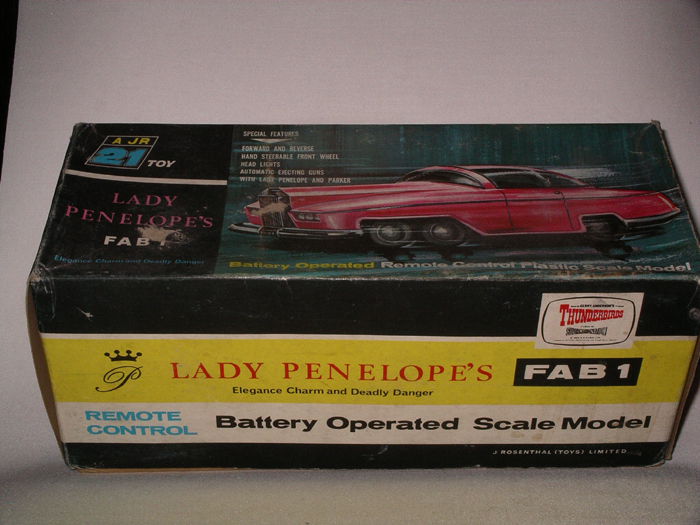 A JR
21 TOY
LADY
PENELOPE'S
FAB 1
Elegance Charm and Deadly Danger
SPECIAL FEATURES
FORWARD AND REVERSE
HAND STEERABLE FRONT WHEEL
HEAD LIGHTS
AUTOMATIC EJECTING GUNS
WITH LADY PENELOPE AND PARKER
Battery Operated Remote Control Plastic Scale Model
THUNDERBIRDS
P
LADY PENELOPE'S FAB 1
Elegance Charm and Deadly Danger
REMOTE
CONTROL
Battery Operated Scale Model
J ROSENTHAL (TOYS) LIMITED